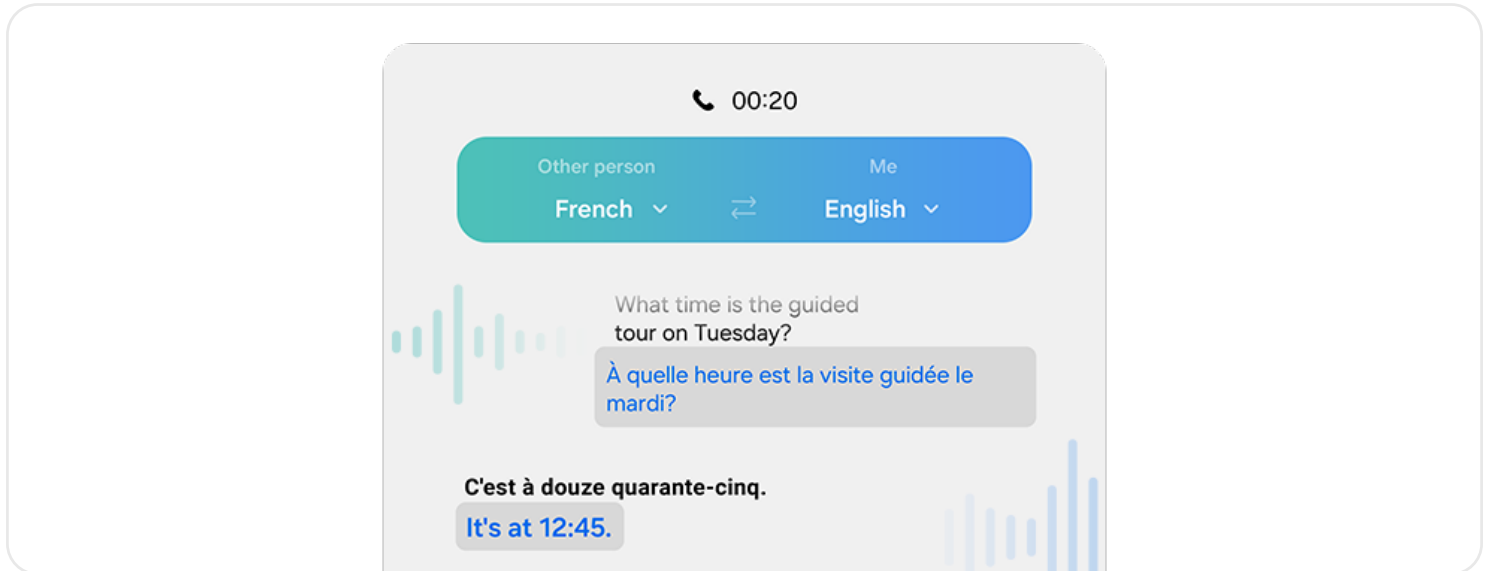 00:20
Other person Me
French English
What time is the guided
tour on Tuesday?
À quelle heure est la visite guidée le
mardi?
C'est à douze quarante-cinq.
It's at 12:45.